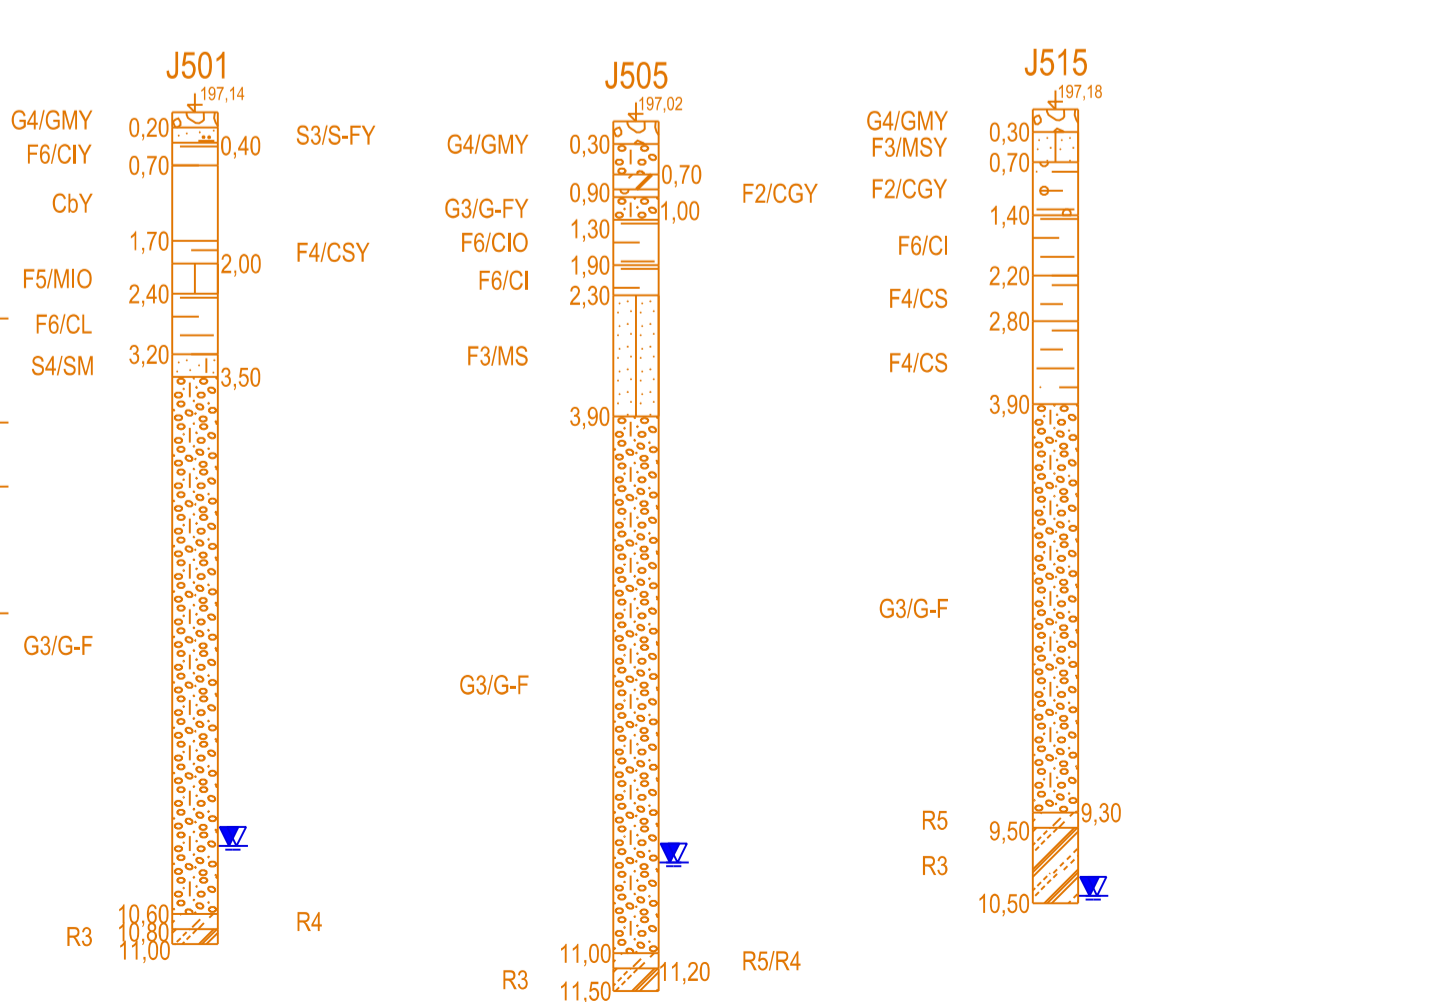 J501
197,14
G4/GMY
0,20
S3/S-FY
0,40
F6/CIY
0,70
CbY
1,70
F4/CSY
2,00
F5/MIO
2,40
F6/CL
3,20
S4/SM
3,50
G3/G-F
10,60
R4
10,80
R3
11,00
J505
197,02
G4/GMY
0,30
0,70
0,90
F2/CGY
G3/G-FY
1,00
1,30
F6/CIO
1,90
F6/CI
2,30
F3/MS
3,90
G3/G-F
11,00
R5/R4
11,20
R3
11,50
J515
197,18
G4/GMY
0,30
F3/MSY
0,70
F2/CGY
1,40
F6/CI
2,20
F4/CS
2,80
F4/CS
3,90
G3/G-F
9,30
R5
9,50
R3
10,50